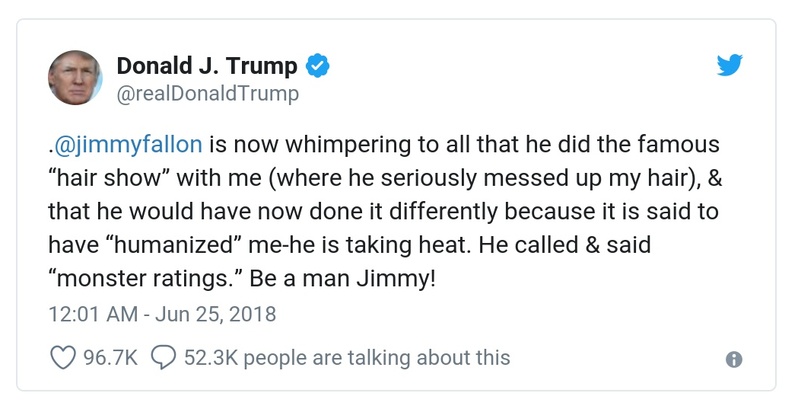 Donald J. Trump
@realDonaldTrump
.@jimmyfallon is now whimpering to all that he did the famous
“hair show” with me (where he seriously messed up my hair), &
that he would have now done it differently because it is said to
have “humanized” me-he is taking heat. He called & said
“monster ratings.” Be a man Jimmy!
12:01 AM - Jun 25, 2018
96.7K 52.3K people are talking about this